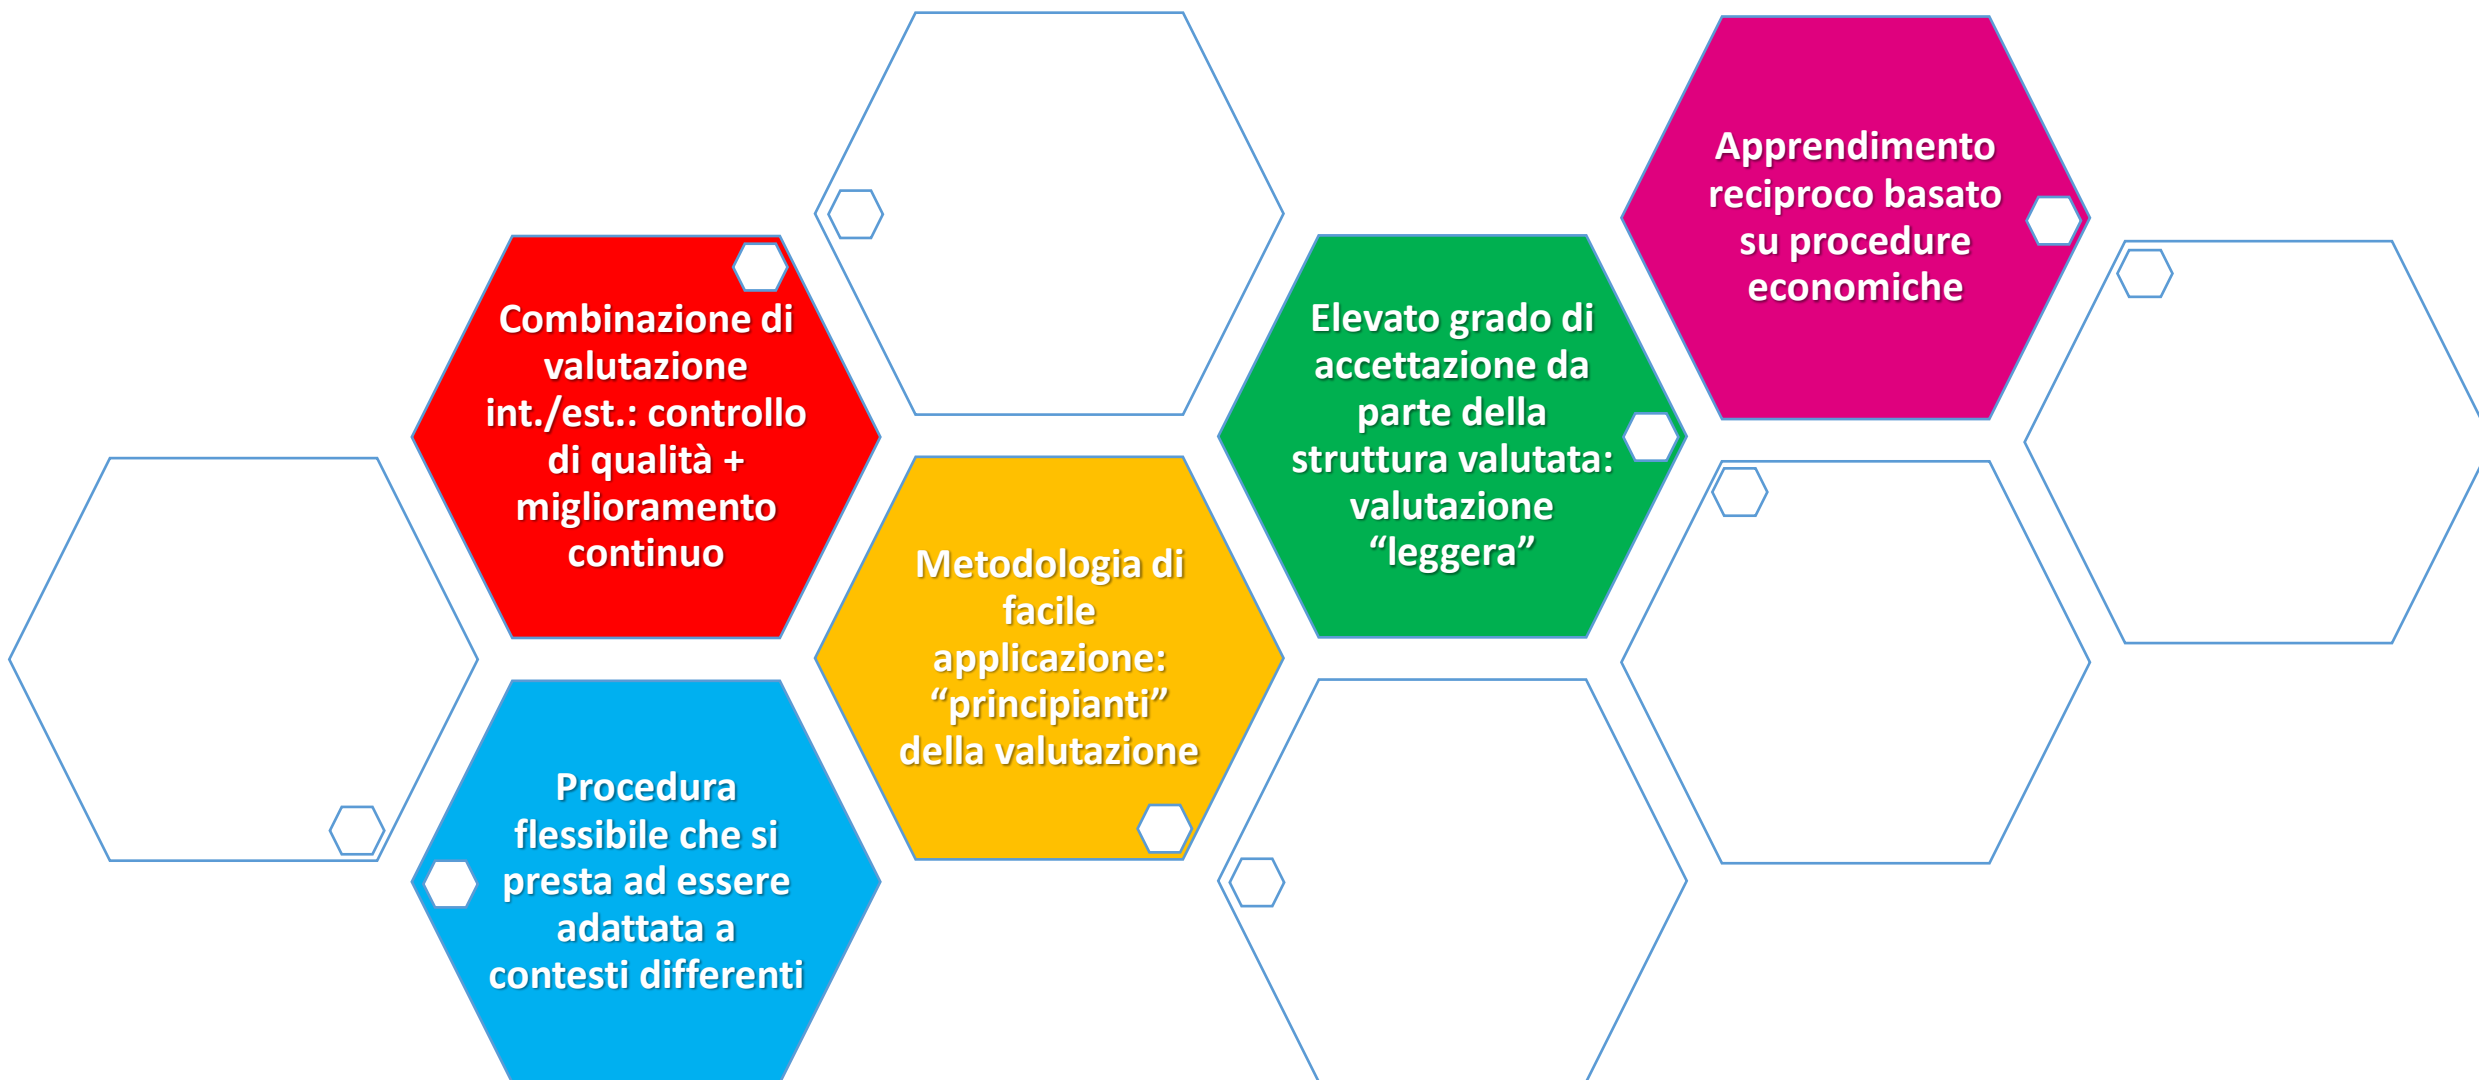 Combinazione di
valutazione
int./est.: controllo
di qualità +
miglioramento
continuo
Procedura
flessibile che si
presta ad essere
adattata a
contesti differenti
Metodologia di
facile
applicazione:
“principianti”
della valutazione
Elevato grado di
accettazione da
parte della
struttura valutata:
valutazione
“leggera”
Apprendimento
reciproco basato
su procedure
economiche